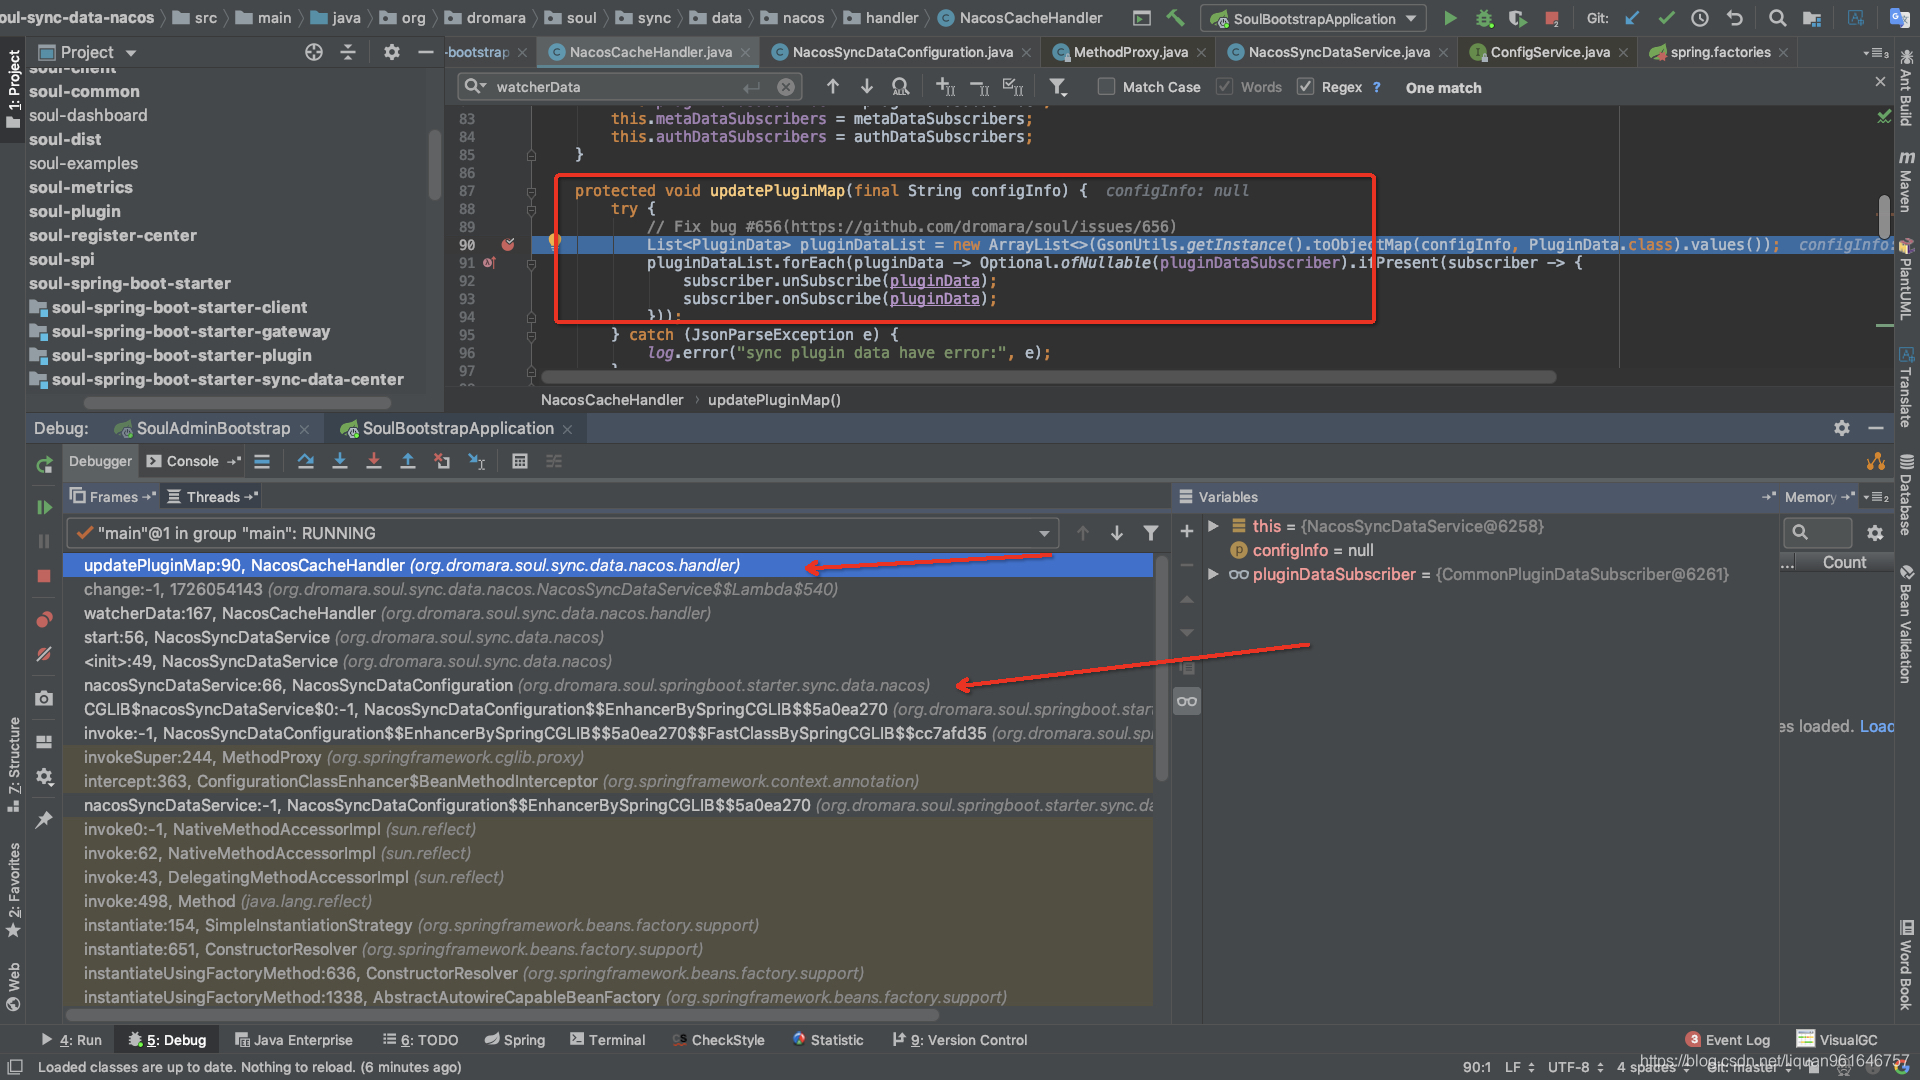 oul-sync-data-nacos src main java org dromara soul sync data nacos handler NacosCacheHandler SoulBootstrapApplication Git:
Project
-bootstrap NacosCacheHandler.java NacosSyncDataConfiguration.java MethodProxy.java NacosSyncDataService.java ConfigService.java spring.factories
watcherData Match Case Words Regex ? One match
soul-client
soul-common
soul-dashboard
soul-dist
soul-examples
soul-metrics
soul-plugin
soul-register-center
soul-spi
soul-spring-boot-starter
soul-spring-boot-starter-client
soul-spring-boot-starter-gateway
soul-spring-boot-starter-plugin
soul-spring-boot-starter-sync-data-center
83
84 this.metaDataSubscribers = metaDataSubscribers;
85 this.authDataSubscribers = authDataSubscribers;
86 }
87 protected void updatePluginMap(final String configInfo) { configInfo: null
88 try {
89 // Fix bug #656(https://github.com/dromara/soul/issues/656)
90 List<PluginData> pluginDataList = new ArrayList<>(GsonUtils.getInstance().toObjectMap(configInfo, PluginData.class).values()); configInfo:
91 pluginDataList.forEach(pluginData -> Optional.ofNullable(pluginDataSubscriber).ifPresent(subscriber -> {
92 subscriber.unSubscribe(pluginData);
93 subscriber.onSubscribe(pluginData);
94 }));
95 } catch (JsonParseException e) {
96 log.error("sync plugin data have error:", e);
97
NacosCacheHandler updatePluginMap()
Debug: SoulAdminBootstrap SoulBootstrapApplication
Debugger Console
Frames Threads
"main"@1 in group "main": RUNNING
updatePluginMap:90, NacosCacheHandler (org.dromara.soul.sync.data.nacos.handler)
change:-1, 1726054143 (org.dromara.soul.sync.data.nacos.NacosSyncDataService$$Lambda$540)
watcherData:167, NacosCacheHandler (org.dromara.soul.sync.data.nacos.handler)
start:56, NacosSyncDataService (org.dromara.soul.sync.data.nacos)
<init>:49, NacosSyncDataService (org.dromara.soul.sync.data.nacos)
nacosSyncDataService:66, NacosSyncDataConfiguration (org.dromara.soul.springboot.starter.sync.data.nacos)
CGLIB$nacosSyncDataService$0:-1, NacosSyncDataConfiguration$$EnhancerBySpringCGLIB$$5a0ea270 (org.dromara.soul.springboot.star
invoke:-1, NacosSyncDataConfiguration$$EnhancerBySpringCGLIB$$5a0ea270$$FastClassBySpringCGLIB$$cc7afd35 (org.dromara.soul.sp
invokeSuper:244, MethodProxy (org.springframework.cglib.proxy)
intercept:363, ConfigurationClassEnhancer$BeanMethodInterceptor (org.springframework.context.annotation)
nacosSyncDataService:-1, NacosSyncDataConfiguration$$EnhancerBySpringCGLIB$$5a0ea270 (org.dromara.soul.springboot.starter.sync.da
invoke0:-1, NativeMethodAccessorImpl (sun.reflect)
invoke:62, NativeMethodAccessorImpl (sun.reflect)
invoke:43, DelegatingMethodAccessorImpl (sun.reflect)
invoke:498, Method (java.lang.reflect)
instantiate:154, SimpleInstantiationStrategy (org.springframework.beans.factory.support)
instantiate:651, ConstructorResolver (org.springframework.beans.factory.support)
instantiateUsingFactoryMethod:636, ConstructorResolver (org.springframework.beans.factory.support)
instantiateUsingFactoryMethod:1338, AbstractAutowireCapableBeanFactory (org.springframework.beans.factory.support)
Variables Memory
this = {NacosSyncDataService@6258}
configInfo = null
pluginDataSubscriber = {CommonPluginDataSubscriber@6261}
... Count
es loaded. Load
1: Project
7: Structure
2: Favorites
Web
Ant Build
Maven
PlantUML
Translate
Database
Bean Validation
Word Book
4: Run 5: Debug Java Enterprise 6: TODO Spring Terminal CheckStyle Statistic 9: Version Control 3 Event Log VisualGC
Loaded classes are up to date. Nothing to reload. (6 minutes ago) 90:1 LF UTF-8 4 spaces Git: master
https://blog.csdn.net/liquan961646757